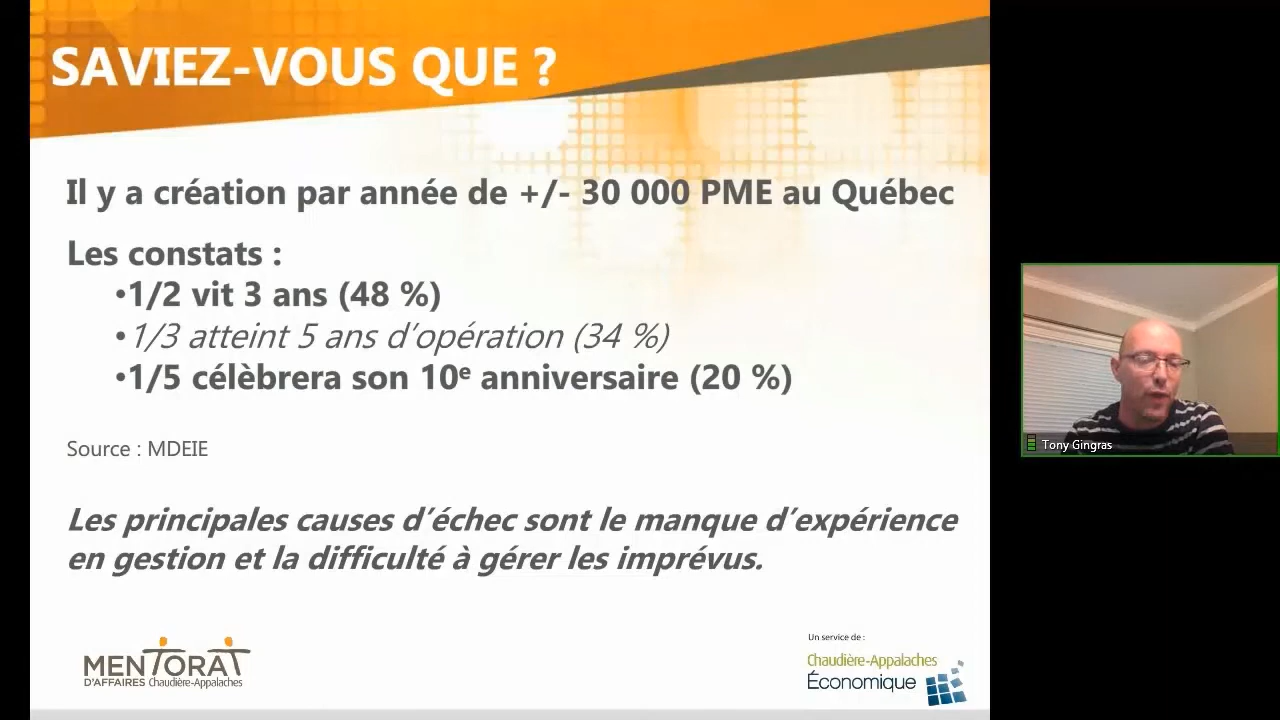 SAVIEZ-VOUS QUE ?
Il y a création par année de +/- 30 000 PME au Québec
Les constats :
•1/2 vit 3 ans (48 %)
•1/3 atteint 5 ans d’opération (34 %)
•1/5 célèbrera son 10e anniversaire (20 %)
Source : MDEIE
Les principales causes d’échec sont le manque d’expérience
en gestion et la difficulté à gérer les imprévus.
MENTORAT
D'AFFAIRES Chaudière-Appalaches
Un service de :
Chaudière-Appalaches
Économique
Tony Gingras